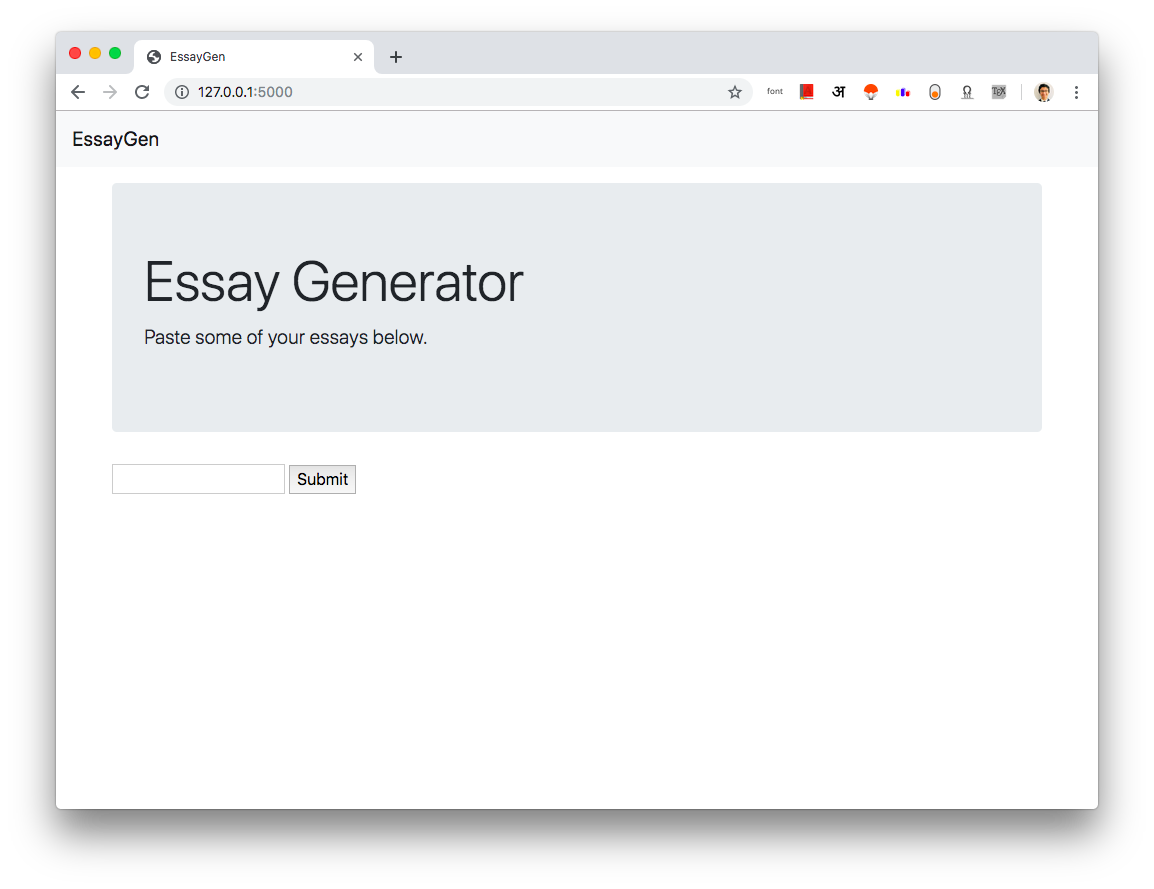 EssayGen
127.0.0.1:5000
font
अ
TEX
EssayGen
Essay Generator
Paste some of your essays below.
Submit